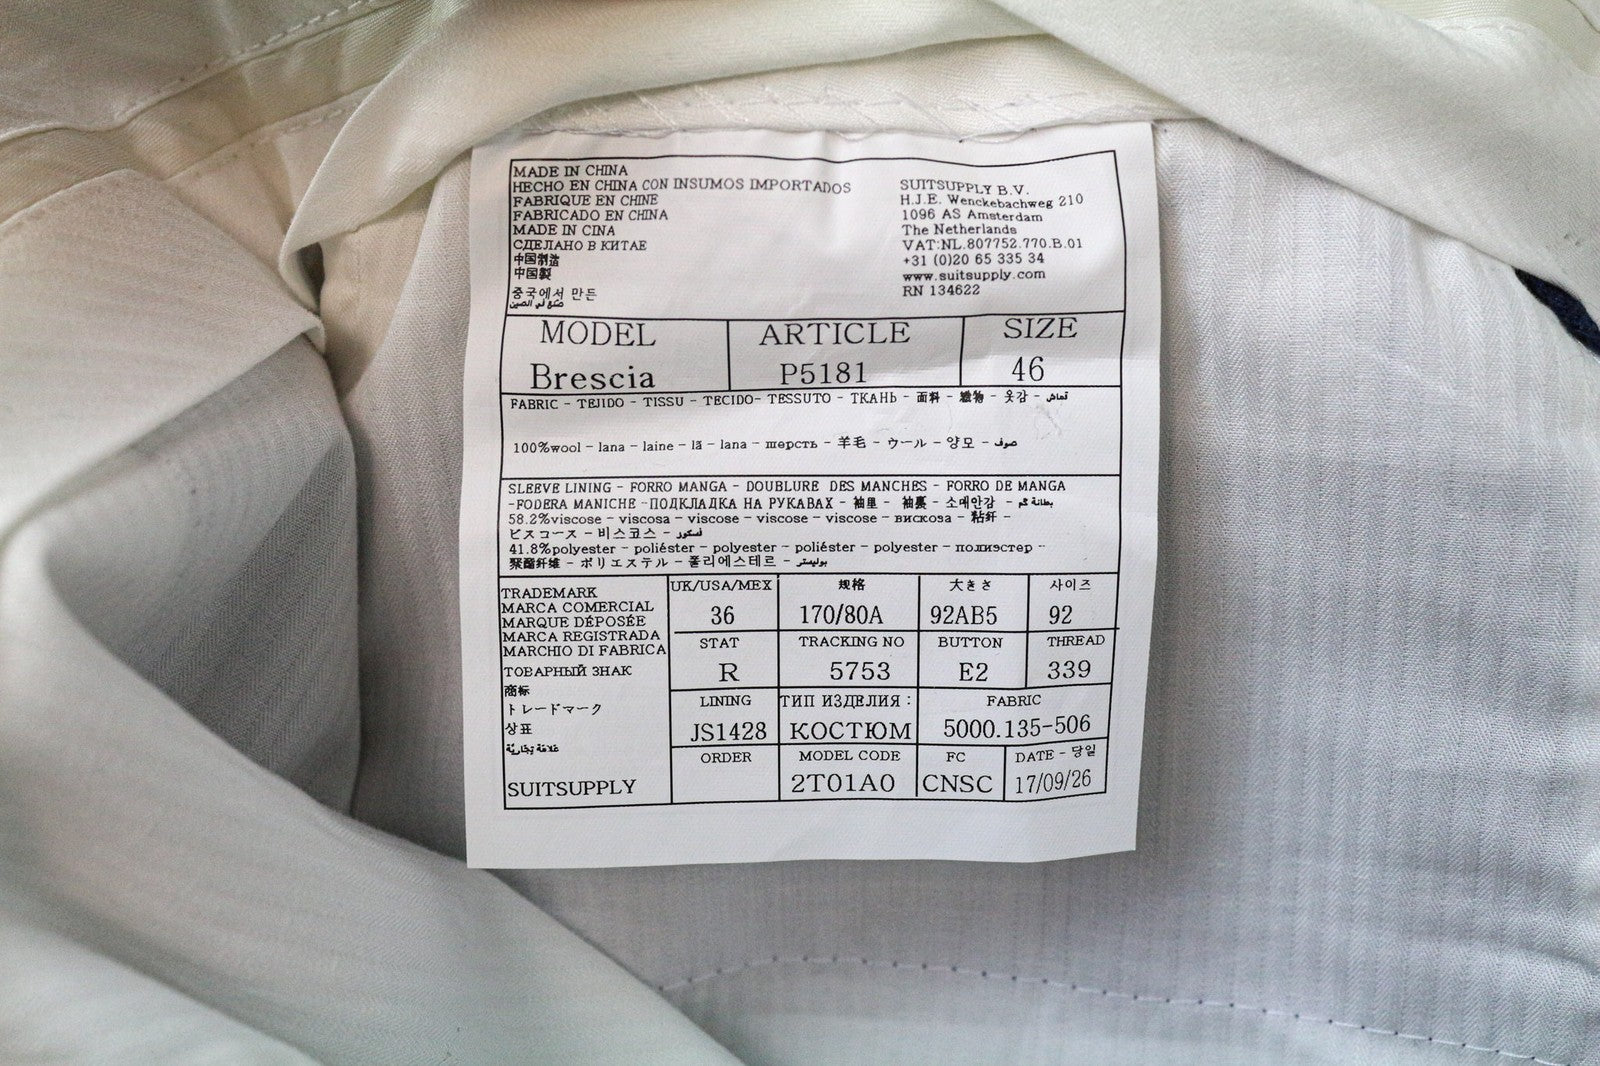 MADE IN CHINA
HECHO EN CHINA CON INSUMOS IMPORTADOS
FABRIQUE EN CHINE
FABRICADO EN CHINA
MADE IN CINA
СДЕЛАНО В КИТАЕ
中国制造
中国製
중국에서 만든
صنع في الصين
SUITSUPPLY B.V.
H.J.E. Wenckebachweg 210
1096 AS Amsterdam
The Netherlands
VAT:NL.807752.770.B.01
+31 (0)20 65 335 34
www.suitsupply.com
RN 134622
MODEL
Brescia
ARTICLE
P5181
SIZE
46
FABRIC - TEJIDO - TISSU - TECIDO- TESSUTO - ТКАНЬ - 面料 - 織物 - 옷감 - قماش
100%wool - lana - laine - lã - lana - шерсть - 羊毛 - ウール - 양모 - صوف
SLEEVE LINING - FORRO MANGA - DOUBLURE DES MANCHES - FORRO DE MANGA
-FODERA MANICHE -ПОДКЛАДКА НА РУКАВАХ - 袖里 - 袖裏 - 소매안감 - بطانة كم
58.2%viscose - viscosa - viscose - viscose - viscose - вискоза - 粘纤 -
ビスコース - 비스코스 - فسكوز
41.8%polyester - poliéster - polyester - poliéster - polyester - полиэстер -
聚酯纤维 - ポリエステル - 폴리에스테르 - بوليستر
TRADEMARK
MARCA COMERCIAL
MARQUE DÉPOSÉE
MARCA REGISTRADA
MARCHIO DI FABRICA
ТОВАРНЫЙ ЗНАК
商标
トレードマーク
상표
علامة تجارية
SUITSUPPLY
UK/USA/MEX
36
规格
170/80A
大きさ
92AB5
사이즈
92
STAT
R
TRACKING NO
5753
BUTTON
E2
THREAD
339
LINING
JS1428
ТИП ИЗДЕЛИЯ :
КОСТЮМ
FABRIC
5000.135-506
ORDER
MODEL CODE
2T01A0
FC
CNSC
DATE - 당일
17/09/26